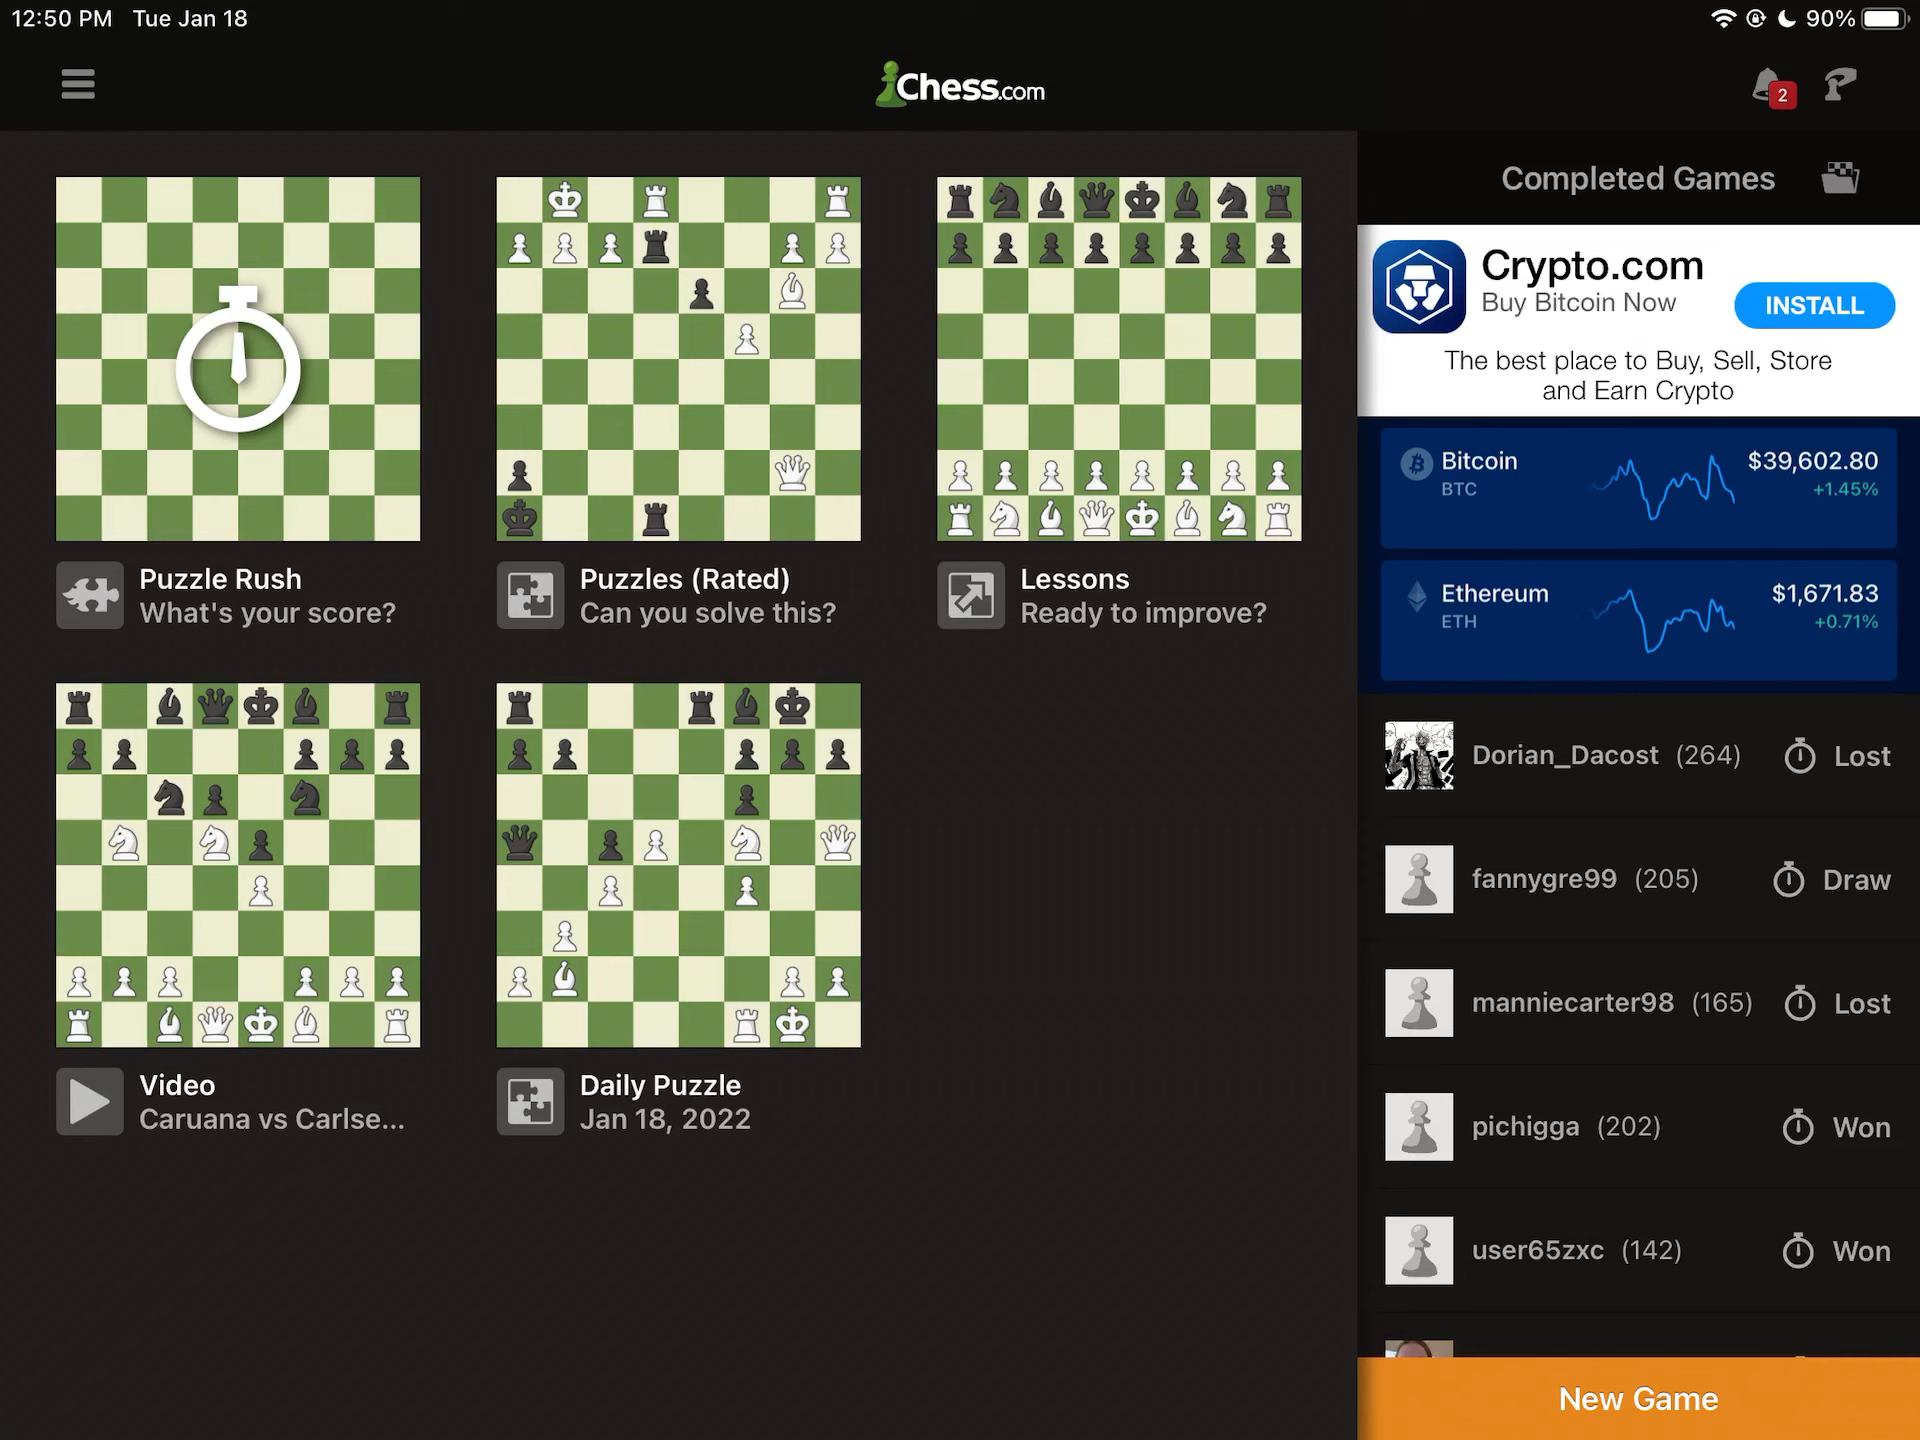 12:50 PM Tue Jan 18
90%
Chess.com
2
Completed Games
Crypto.com
Buy Bitcoin Now
INSTALL
The best place to Buy, Sell, Store
and Earn Crypto
Bitcoin
BTC
$39,602.80
+1.45%
Ethereum
ETH
$1,671.83
+0.71%
Puzzle Rush
What's your score?
Puzzles (Rated)
Can you solve this?
Lessons
Ready to improve?
Video
Caruana vs Carlse...
Daily Puzzle
Jan 18, 2022
Dorian_Dacost (264) Lost
fannygre99 (205) Draw
manniecarter98 (165) Lost
pichigga (202) Won
user65zxc (142) Won
New Game